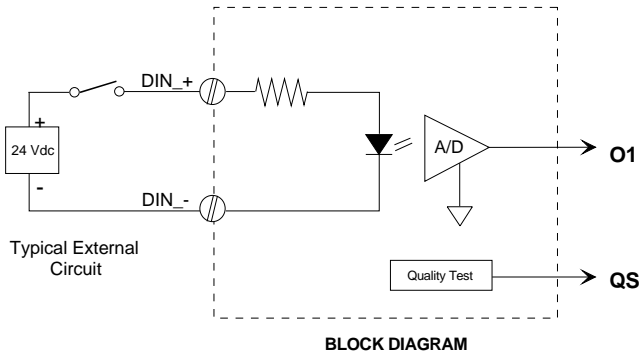 DIN_+
+
24 Vdc
-
DIN_-
A/D
O1
Typical External
Circuit
Quality Test
QS
BLOCK DIAGRAM